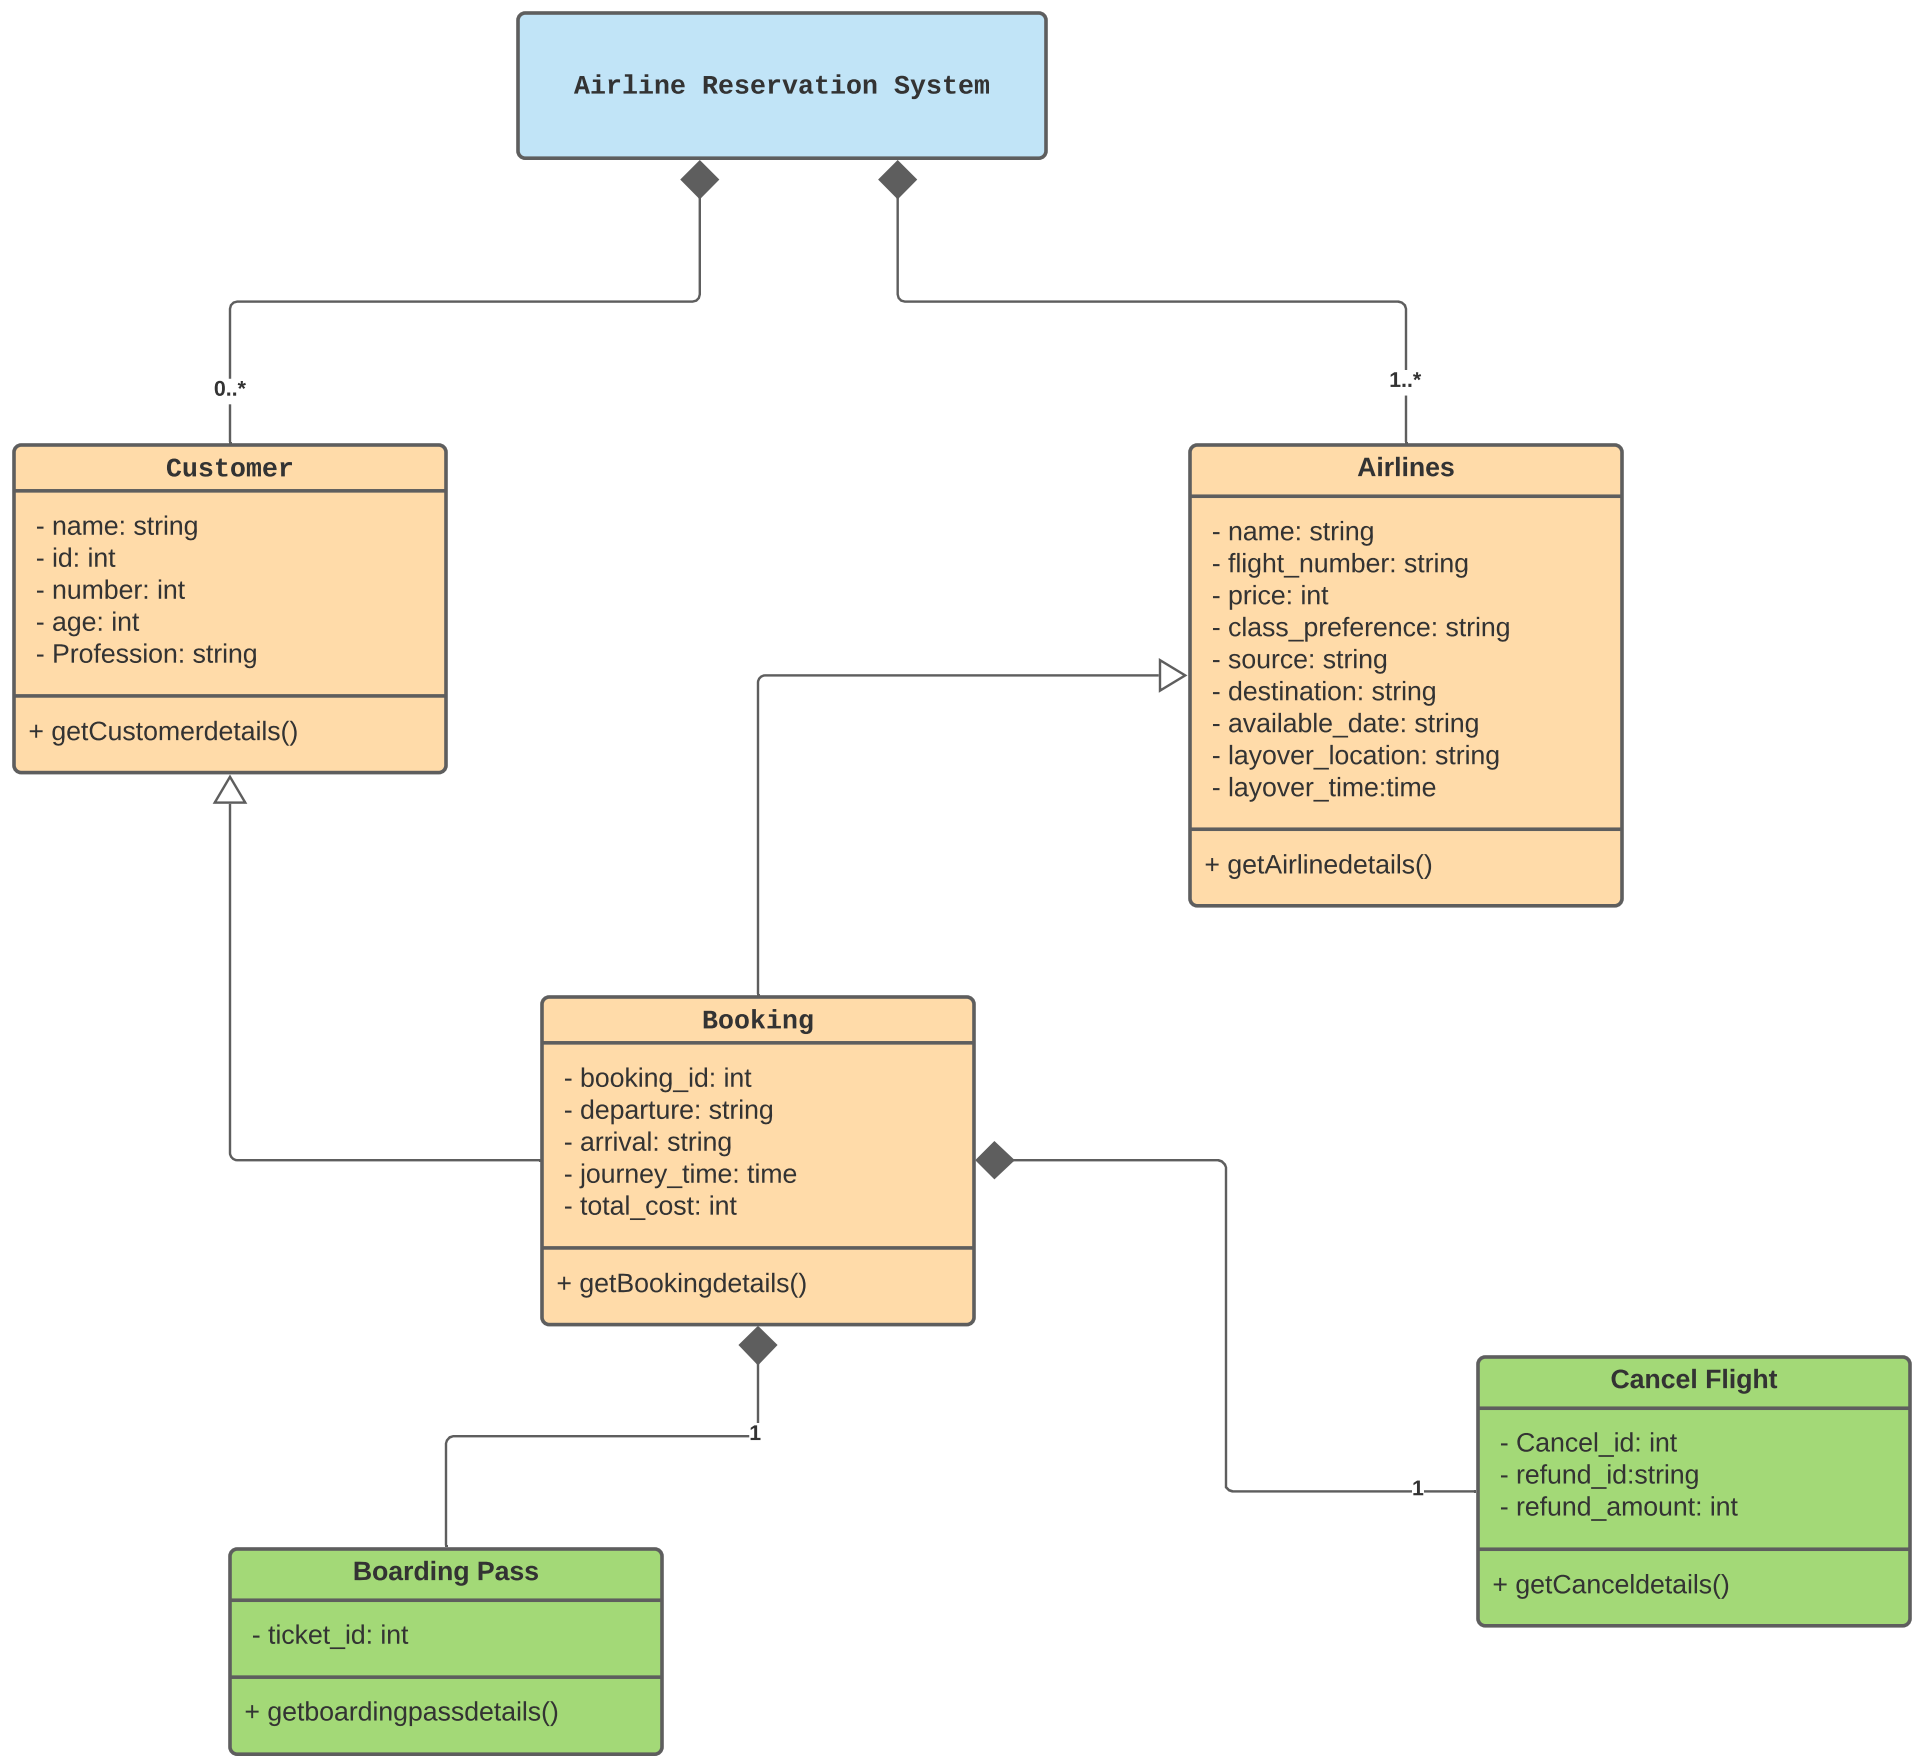 Airline Reservation System
0..*
1..*
Customer
- name: string
- id: int
- number: int
- age: int
- Profession: string
+ getCustomerdetails()
Airlines
- name: string
- flight_number: string
- price: int
- class_preference: string
- source: string
- destination: string
- available_date: string
- layover_location: string
- layover_time:time
+ getAirlinedetails()
Booking
- booking_id: int
- departure: string
- arrival: string
- journey_time: time
- total_cost: int
+ getBookingdetails()
1
1
Cancel Flight
- Cancel_id: int
- refund_id:string
- refund_amount: int
+ getCanceldetails()
Boarding Pass
- ticket_id: int
+ getboardingpassdetails()